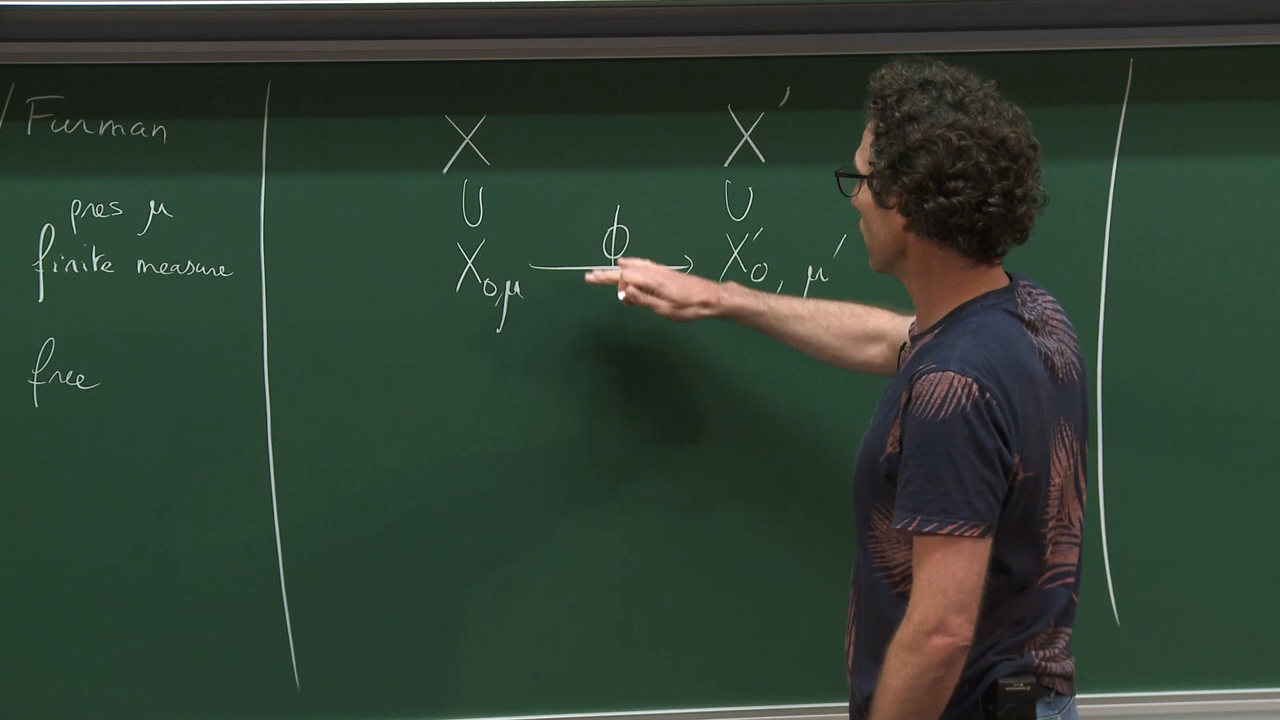 / Furman
pres μ
finite measure
free
X X'
∪ ∪
X₀,μ ϕ→ X'₀, μ'